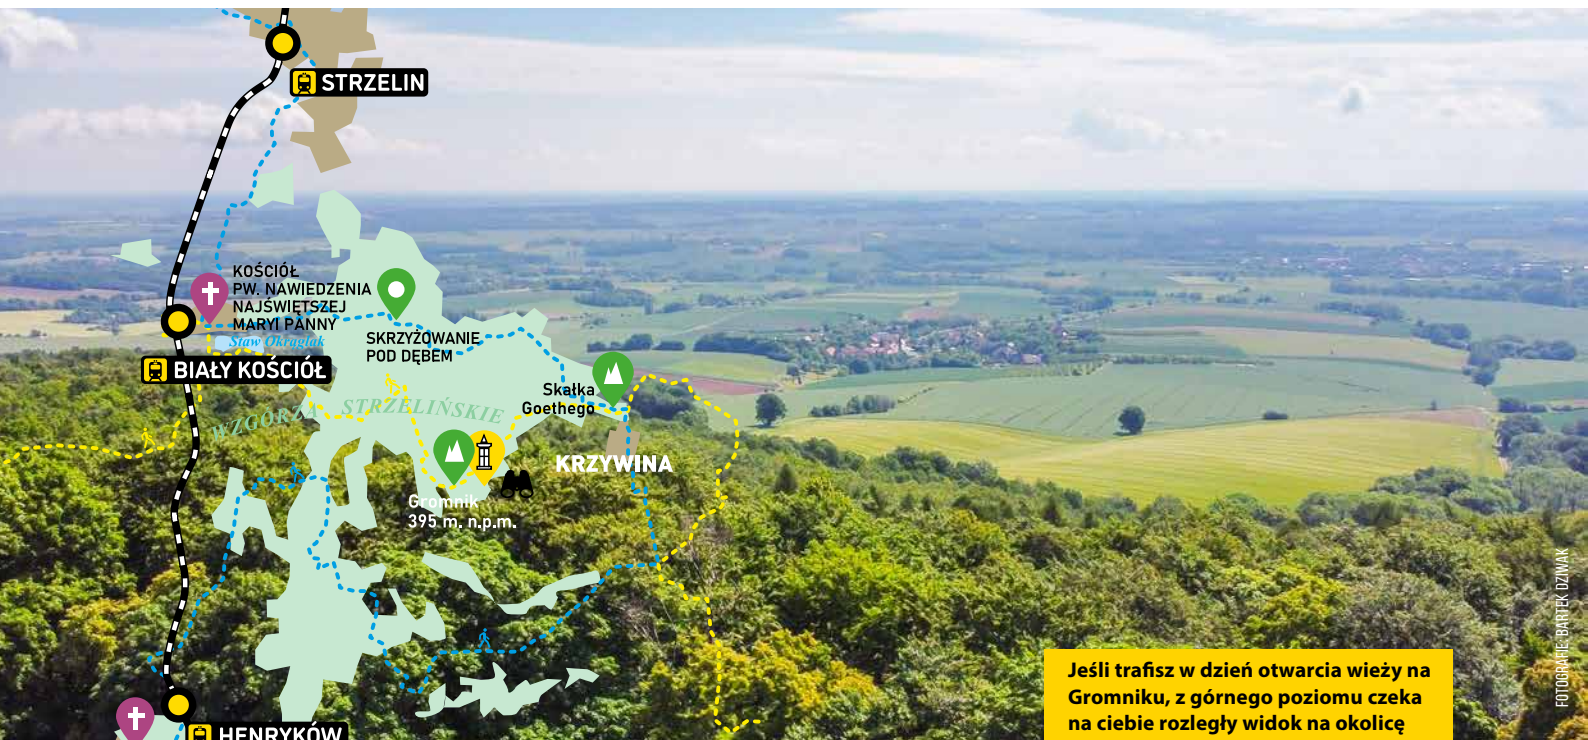 STRZELIN
KOŚCIÓŁ
PW. NAWIEDZENIA
NAJŚWIĘTSZEJ
MARYI PANNY
Staw Okrąglak
SKRZYŻOWANIE
POD DĘBEM
BIAŁY KOŚCIÓŁ
Skałka
Goethego
WZGÓRZA STRZELIŃSKIE
KRZYWINA
Gromnik
395 m. n.p.m.
HENRYKÓW
Jeśli trafisz w dzień otwarcia wieży na
Gromniku, z górnego poziomu czeka
na ciebie rozległy widok na okolicę
FOTOGRAFIE: BARTEK DZIWAK